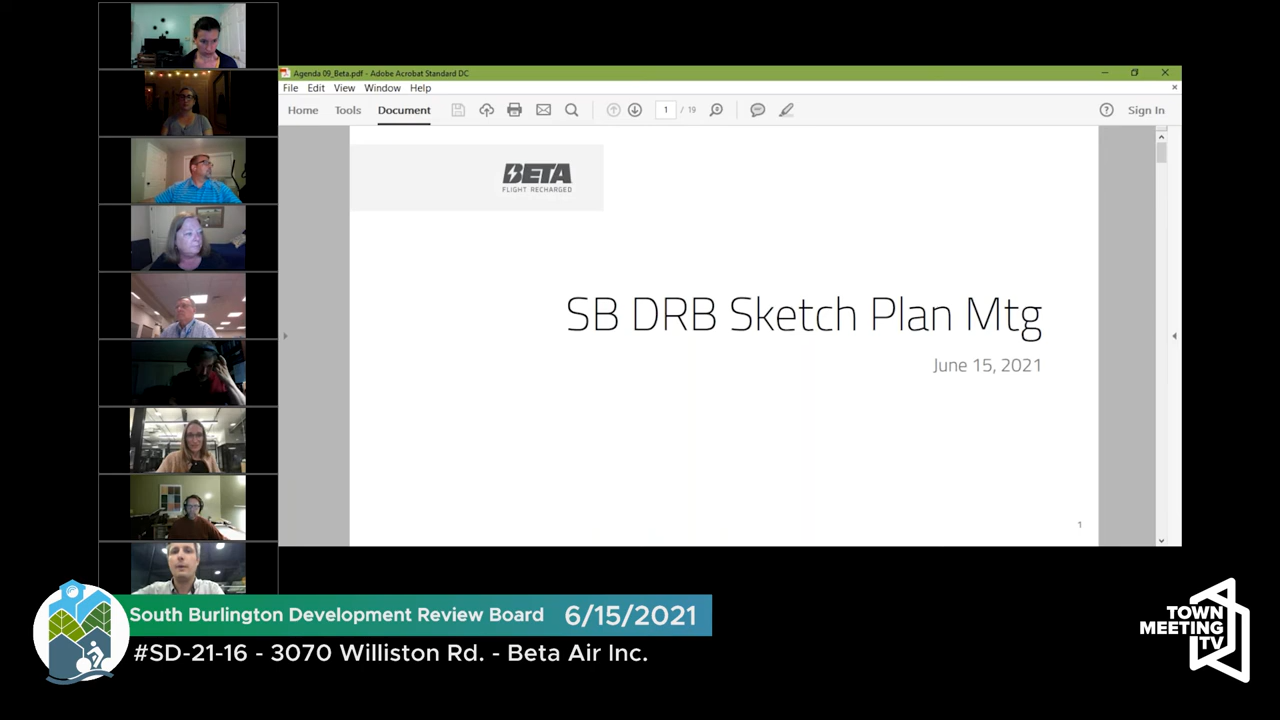 Agenda 09_Beta.pdf - Adobe Acrobat Standard DC
File Edit View Window Help
Home Tools Document 1 / 19 Sign In
BETA
FLIGHT RECHARGED
SB DRB Sketch Plan Mtg
June 15, 2021
1
South Burlington Development Review Board 6/15/2021
#SD-21-16 - 3070 Williston Rd. - Beta Air Inc.
TOWN
MEETING
TV